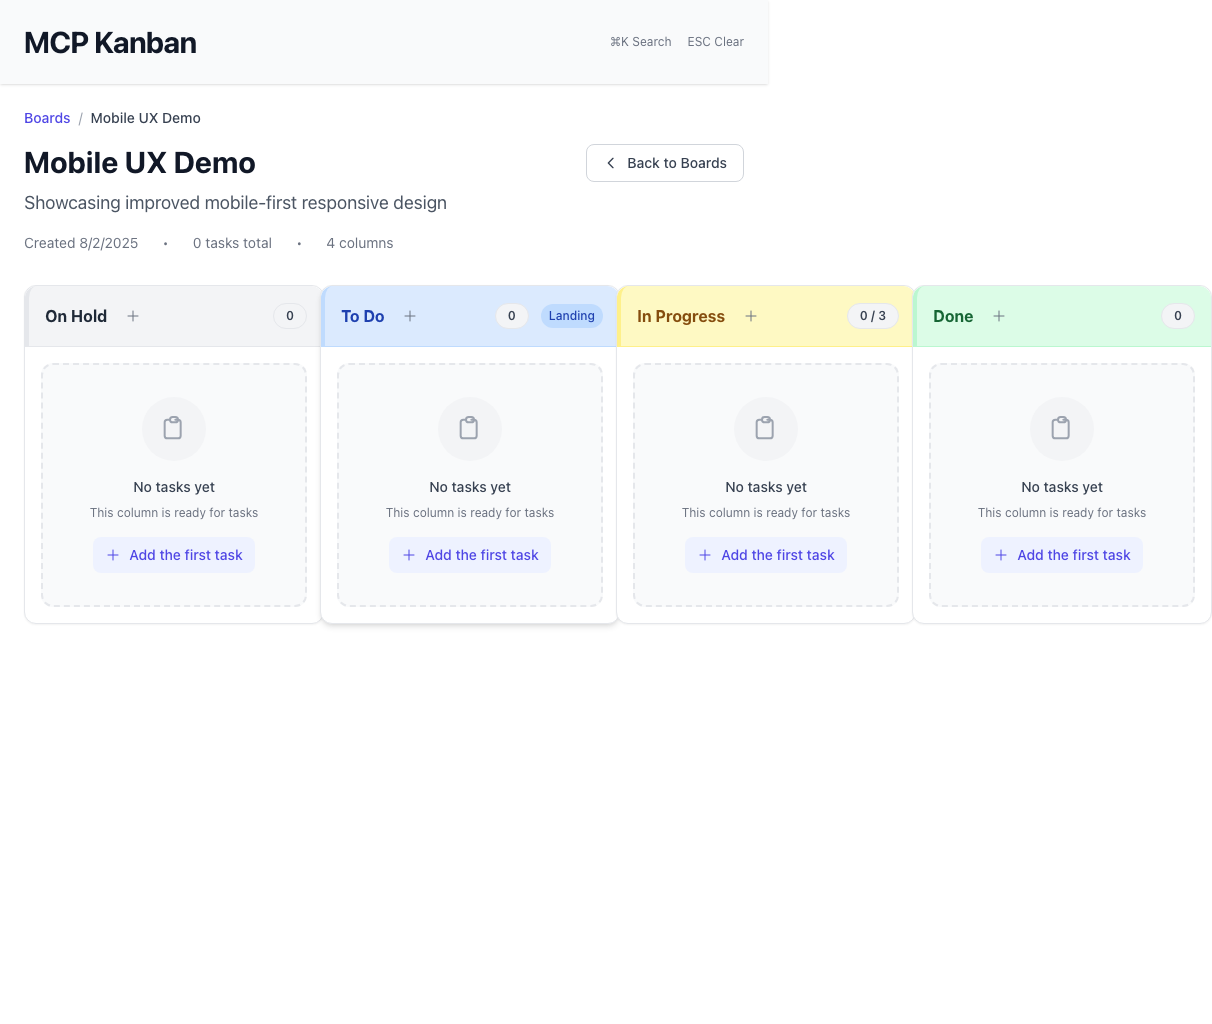 MCP Kanban
⌘K Search ESC Clear
Boards / Mobile UX Demo
Mobile UX Demo
Back to Boards
Showcasing improved mobile-first responsive design
Created 8/2/2025 • 0 tasks total • 4 columns
On Hold + 0
To Do + 0 Landing
In Progress + 0 / 3
Done + 0
No tasks yet
This column is ready for tasks
+ Add the first task
No tasks yet
This column is ready for tasks
+ Add the first task
No tasks yet
This column is ready for tasks
+ Add the first task
No tasks yet
This column is ready for tasks
+ Add the first task